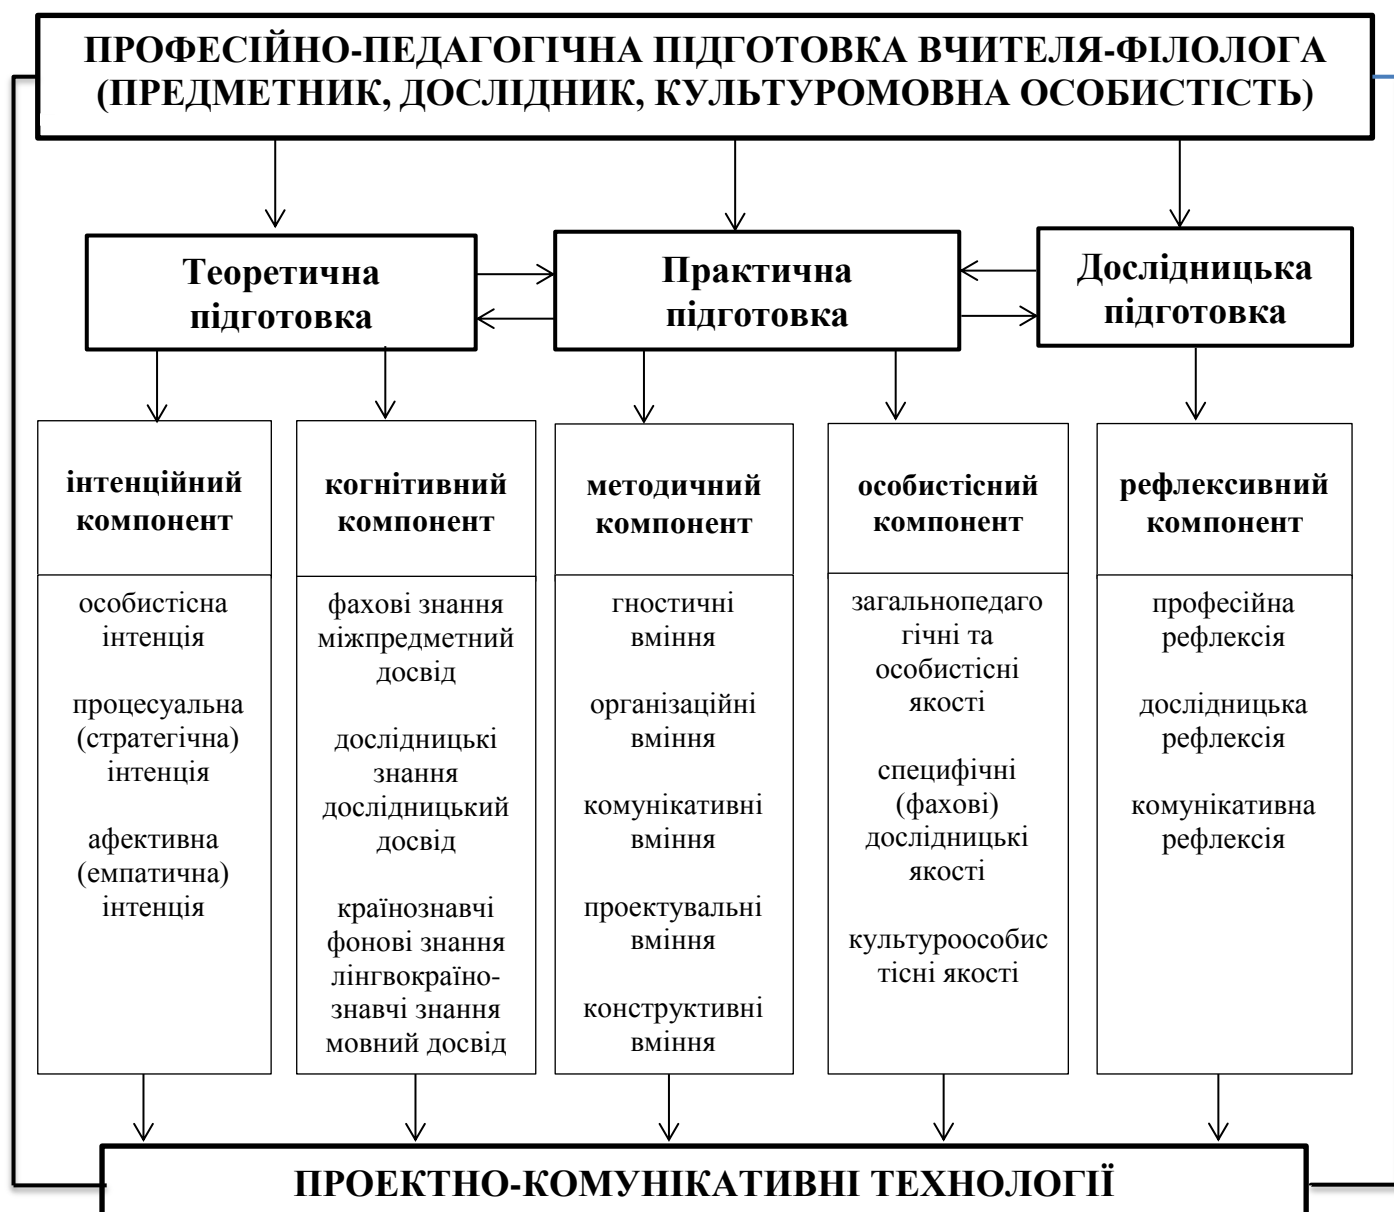 ПРОФЕСІЙНО-ПЕДАГОГІЧНА ПІДГОТОВКА ВЧИТЕЛЯ-ФІЛОЛОГА
(ПРЕДМЕТНИК, ДОСЛІДНИК, КУЛЬТУРОМОВНА ОСОБИСТІСТЬ)
Теоретична
підготовка
Практична
підготовка
Дослідницька
підготовка
інтенційний
компонент
особистісна
інтенція
процесуальна
(стратегічна)
інтенція
афективна
(емпатична)
інтенція
когнітивний
компонент
фахові знання
міжпредметний
досвід
дослідницькі
знання
дослідницький
досвід
країнознавчі
фонові знання
лінгвокраїно-
знавчі знання
мовний досвід
методичний
компонент
гностичні
вміння
організаційні
вміння
комунікативні
вміння
проектувальні
вміння
конструктивні
вміння
особистісний
компонент
загальнопедаго
гічні та
особистісні
якості
специфічні
(фахові)
дослідницькі
якості
культуроособис
тісні якості
рефлексивний
компонент
професійна
рефлексія
дослідницька
рефлексія
комунікативна
рефлексія
ПРОЕКТНО-КОМУНІКАТИВНІ ТЕХНОЛОГІЇ